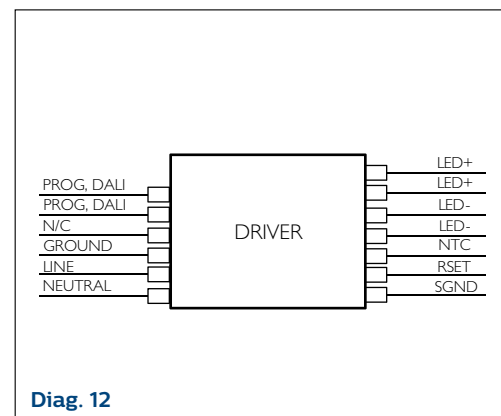 PROG, DALI
PROG, DALI
N/C
GROUND
LINE
NEUTRAL
DRIVER
LED+
LED+
LED-
LED-
NTC
RSET
SGND
Diag. 12